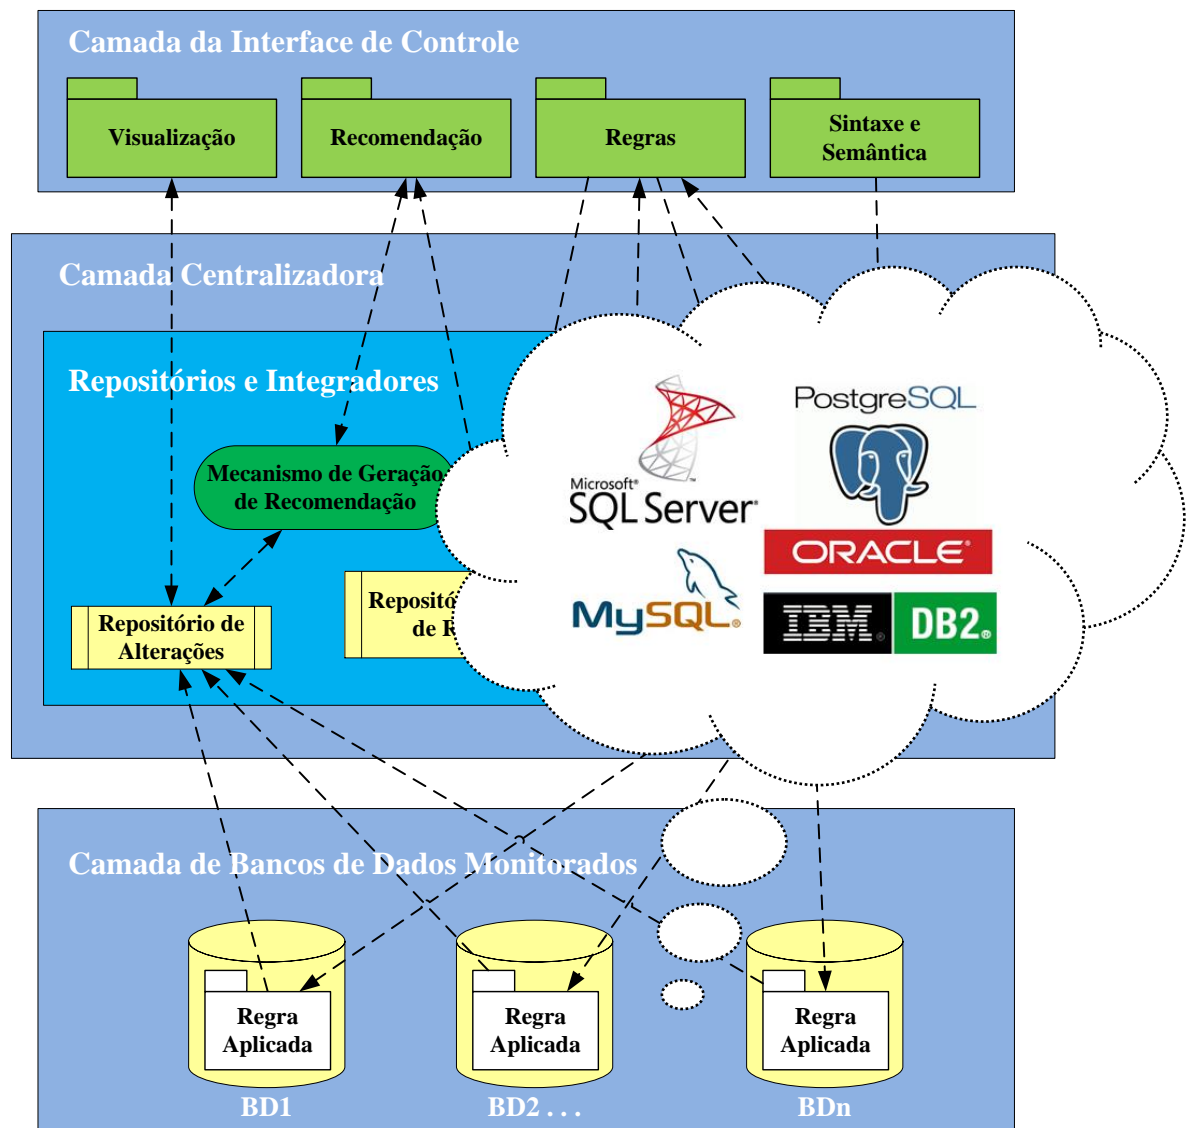 Camada da Interface de Controle
Visualização
Recomendação
Regras
Sintaxe e
Semântica
Camada Centralizadora
Repositórios e Integradores
Mecanismo de Geração
de Recomendação
Repositório de
Alterações
Microsoft®
SQL Server®
PostgreSQL
ORACLE®
MySQL®
IBM®
DB2®
Camada de Bancos de Dados Monitorados
Regra
Aplicada
BD1
Regra
Aplicada
BD2 . . .
Regra
Aplicada
BDn